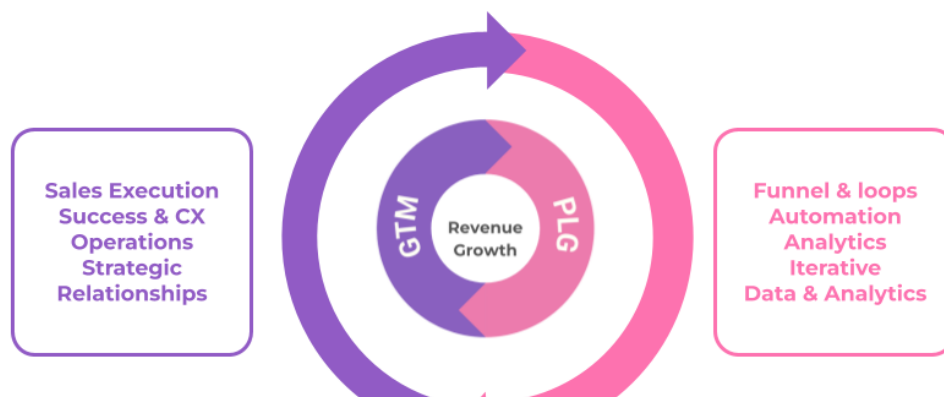 Sales Execution
Success & CX
Operations
Strategic
Relationships
GTM
Revenue
Growth
PLG
Funnel & loops
Automation
Analytics
Iterative
Data & Analytics